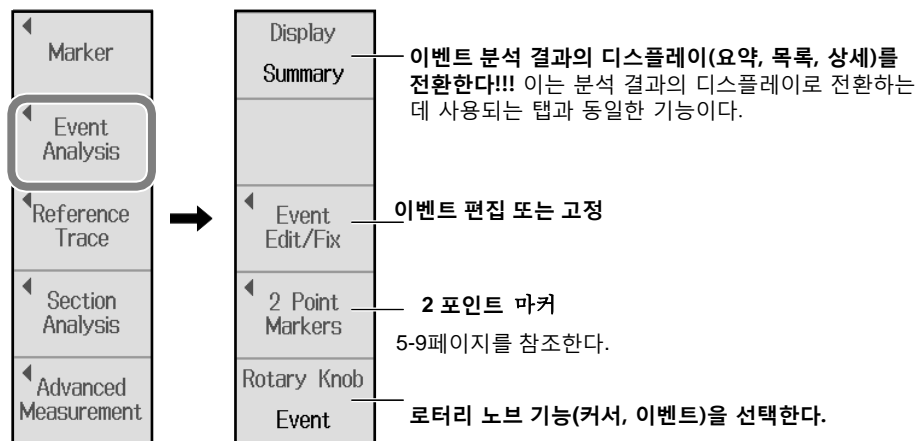 Marker
Event
Analysis
Reference
Trace
Section
Analysis
Advanced
Measurement
Display
Summary
Event
Edit/Fix
2 Point
Markers
Rotary Knob
Event
이벤트 분석 결과의 디스플레이(요약, 목록, 상세)를
전환한다!!! 이는 분석 결과의 디스플레이로 전환하는
데 사용되는 탭과 동일한 기능이다.
이벤트 편집 또는 고정
2 포인트 마커
5-9페이지를 참조한다.
로터리 노브 기능(커서, 이벤트)을 선택한다.